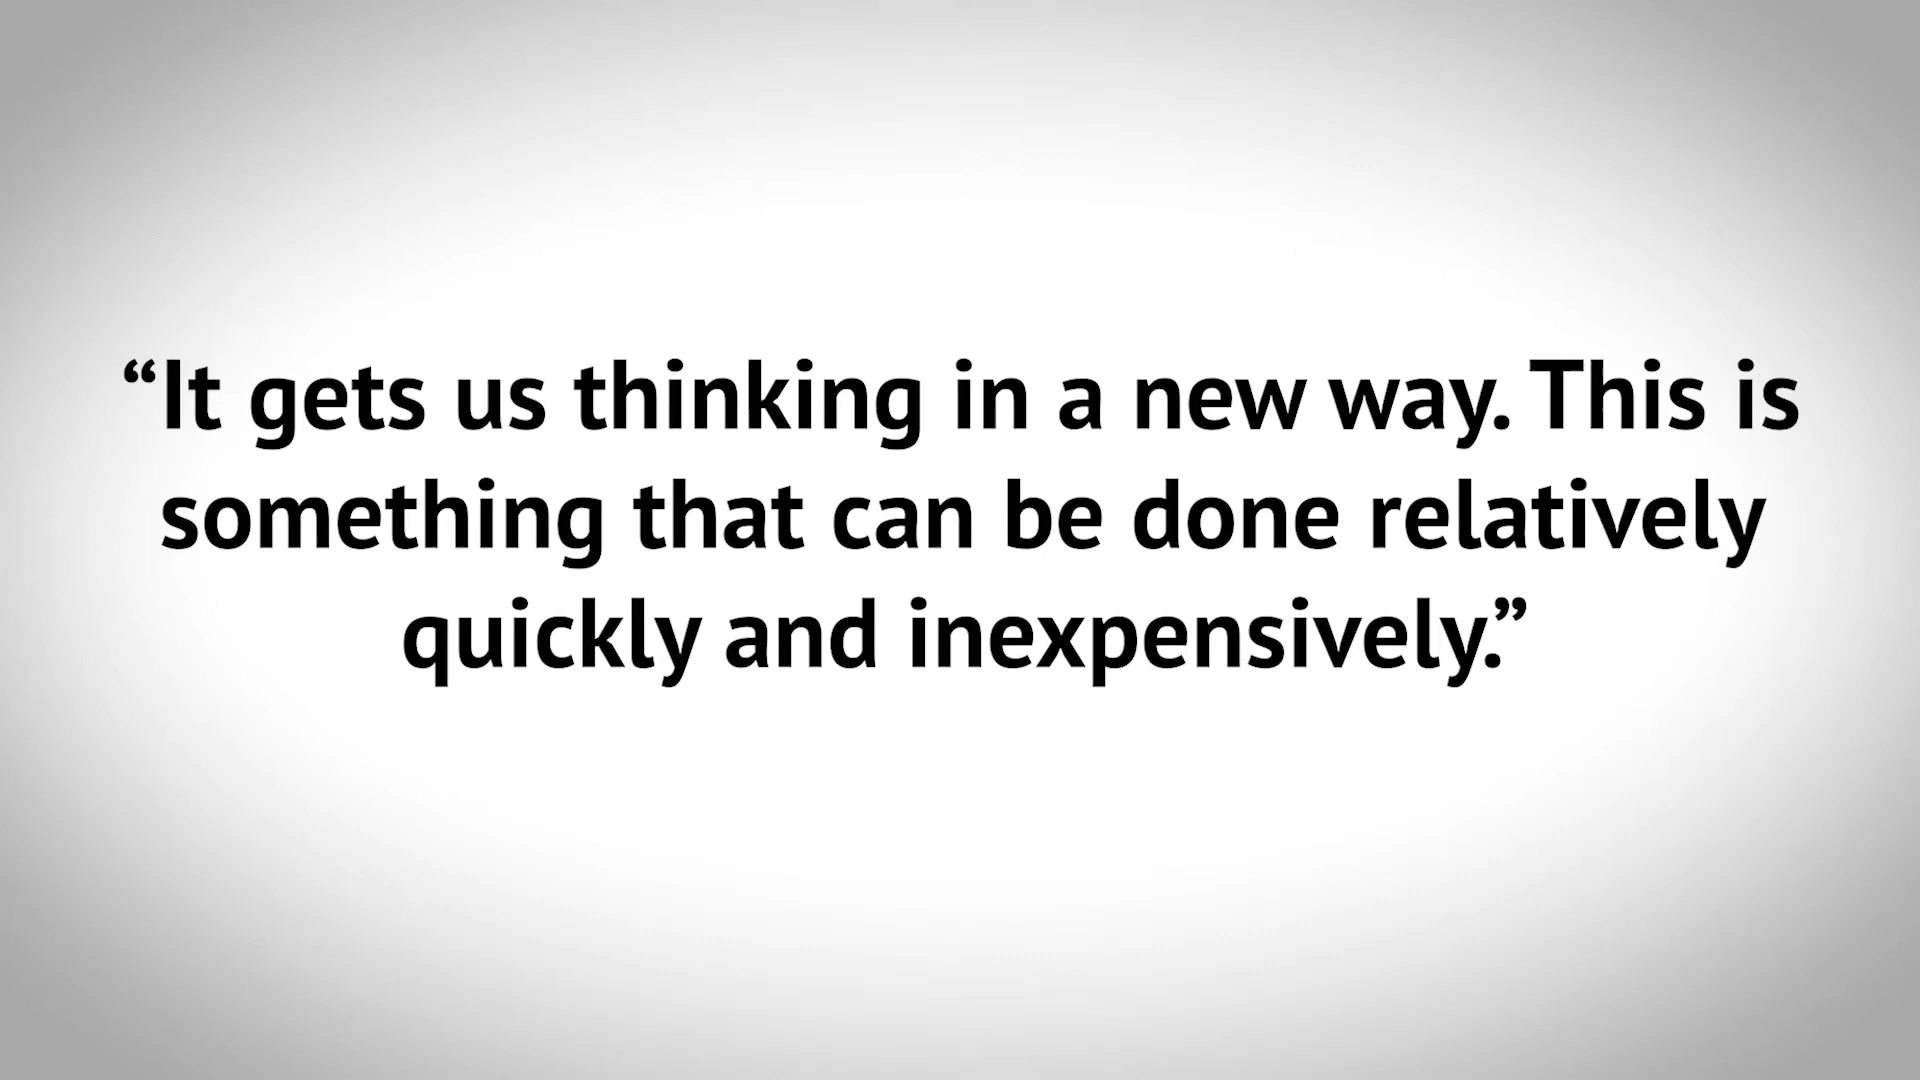 “It gets us thinking in a new way. This is
something that can be done relatively
quickly and inexpensively.”